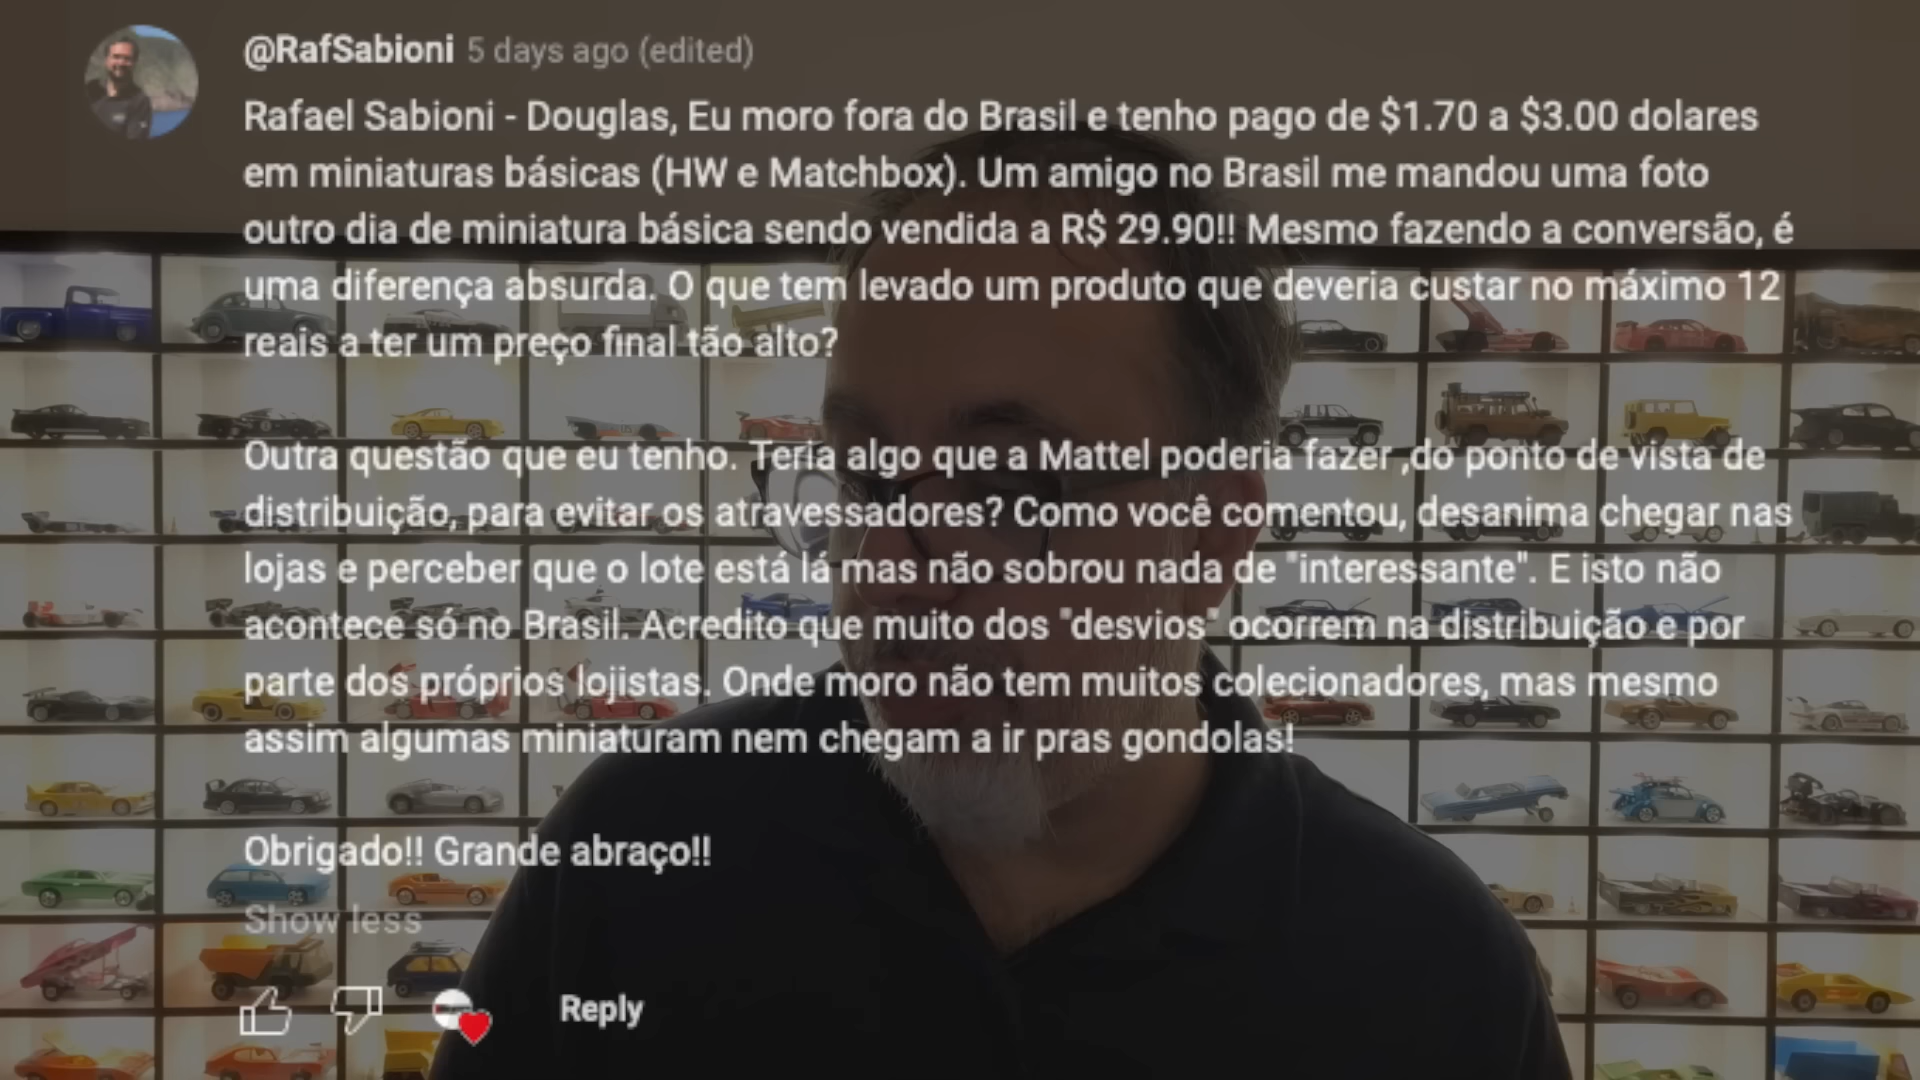 @RafSabioni 5 days ago (edited)
Rafael Sabioni - Douglas, Eu moro fora do Brasil e tenho pago de $1.70 a $3.00 dolares
em miniaturas básicas (HW e Matchbox). Um amigo no Brasil me mandou uma foto
outro dia de miniatura básica sendo vendida a R$ 29.90!! Mesmo fazendo a conversão, é
uma diferença absurda. O que tem levado um produto que deveria custar no máximo 12
reais a ter um preço final tão alto?
Outra questão que eu tenho. Teria algo que a Mattel poderia fazer ,do ponto de vista de
distribuição, para evitar os atravessadores? Como você comentou, desanima chegar nas
lojas e perceber que o lote está lá mas não sobrou nada de "interessante". E isto não
acontece só no Brasil. Acredito que muito dos "desvios" ocorrem na distribuição e por
parte dos próprios lojistas. Onde moro não tem muitos colecionadores, mas mesmo
assim algumas miniaturam nem chegam a ir pras gondolas!
Obrigado!! Grande abraço!!
Show less
Reply